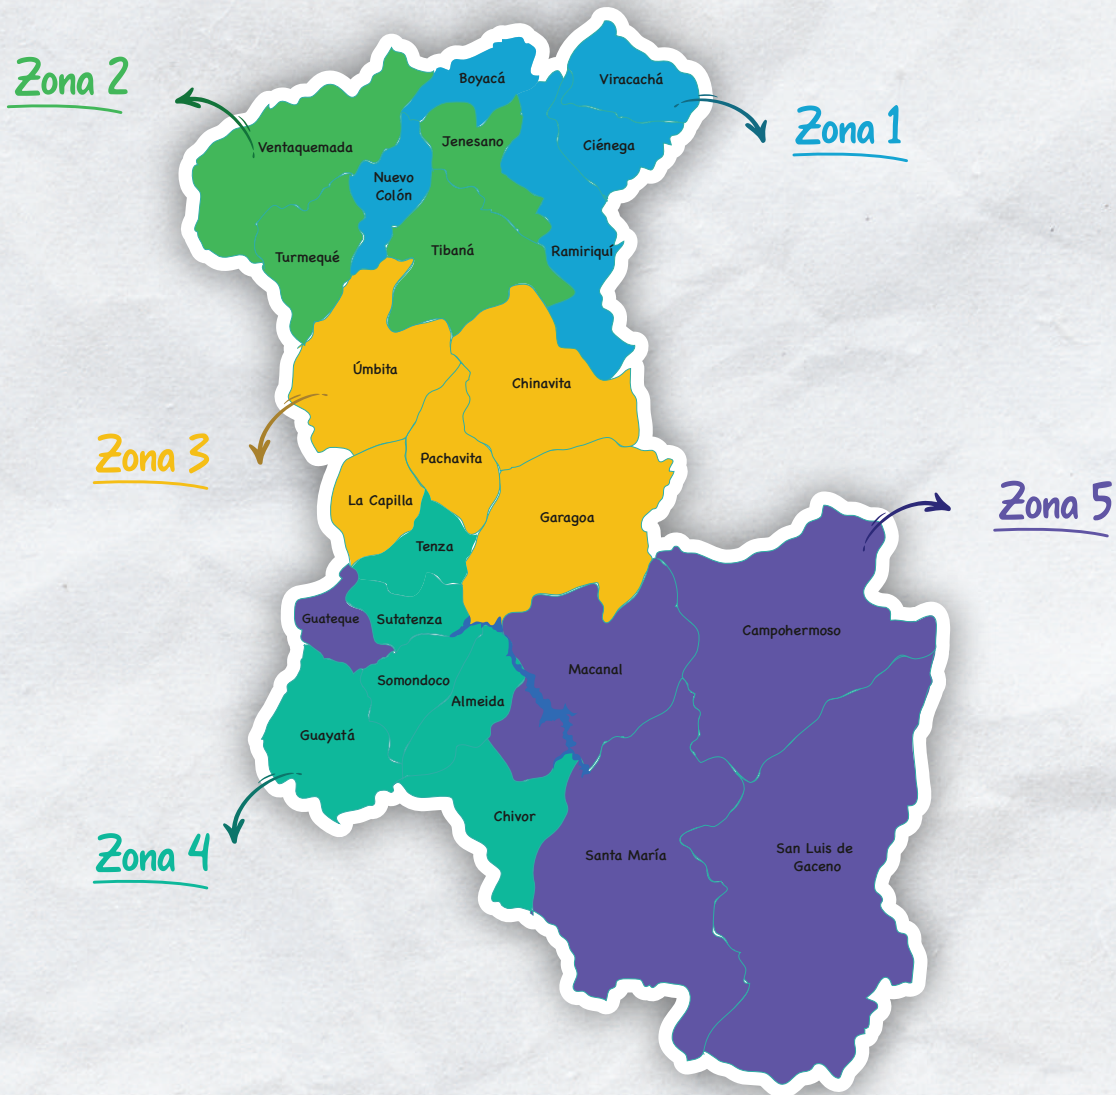 Zona 2
Boyacá
Viracachá
Zona 1
Ventaquemada
Jenesano
Ciénega
Nuevo
Colón
Turmequé
Tibaná
Ramiriquí
Úmbita
Chinavita
Zona 3
Pachavita
La Capilla
Garagoa
Zona 5
Tenza
Guateque
Sutatenza
Campohermoso
Macanal
Somondoco
Almeida
Guayatá
Chivor
Zona 4
Santa María
San Luis de
Gaceno